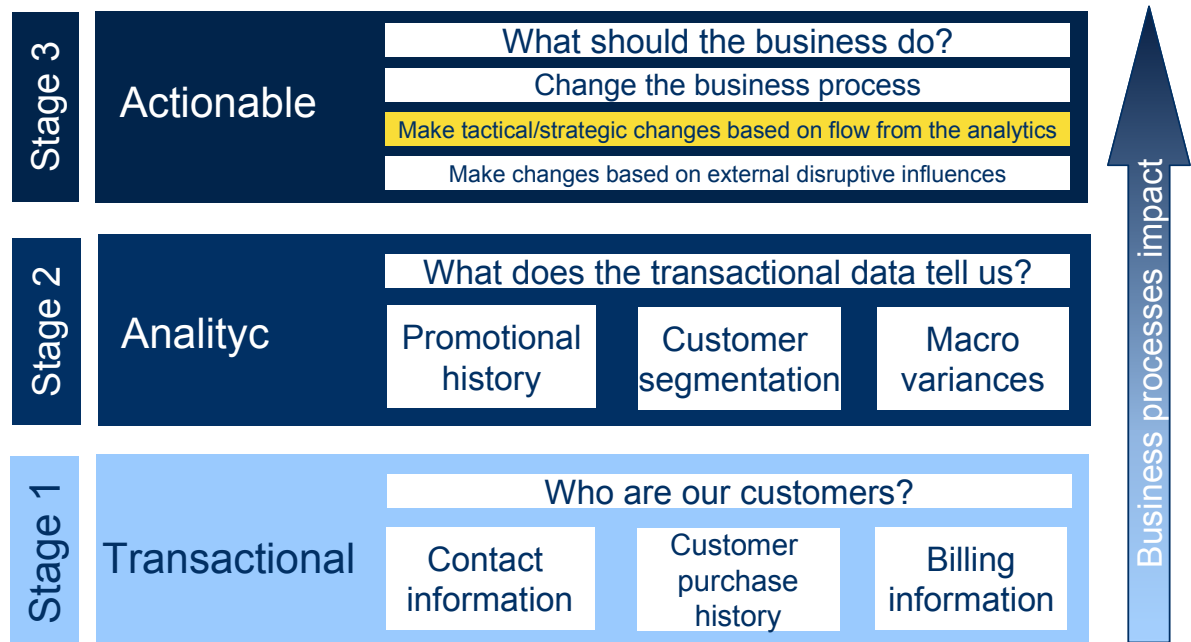 Stage 3
Actionable
What should the business do?
Change the business process
Make tactical/strategic changes based on flow from the analytics
Make changes based on external disruptive influences
Stage 2
Analityc
What does the transactional data tell us?
Promotional
history
Customer
segmentation
Macro
variances
Stage 1
Transactional
Who are our customers?
Contact
information
Customer
purchase
history
Billing
information
Business processes impact